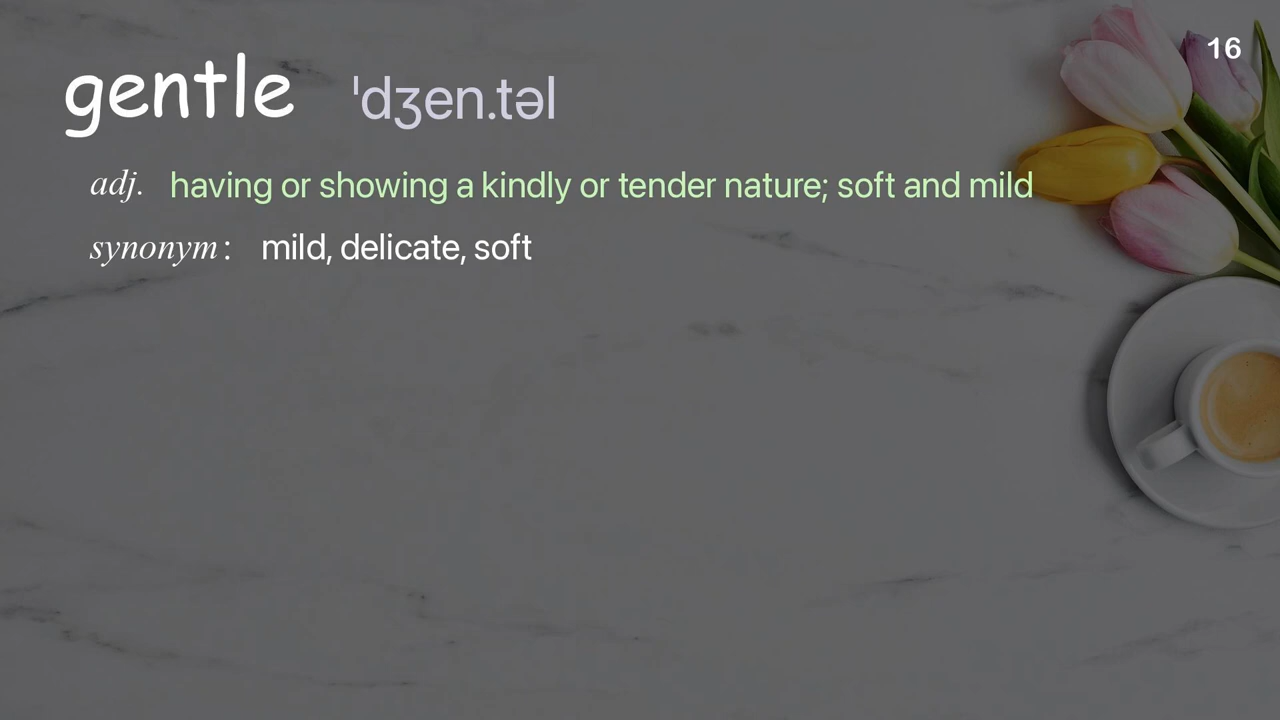 16
gentle ˈdʒen.təl
adj. having or showing a kindly or tender nature; soft and mild
synonym: mild, delicate, soft